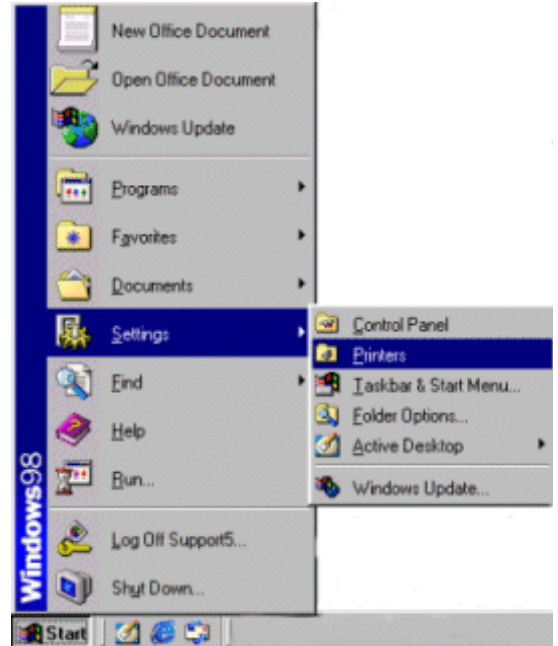 New Office Document
Open Office Document
Windows Update
Programs
Favorites
Documents
Settings
Find
Help
Run...
Log Off Support5...
Shut Down...
Control Panel
Printers
Taskbar & Start Menu...
Folder Options...
Active Desktop
Windows Update...
Windows98
Start